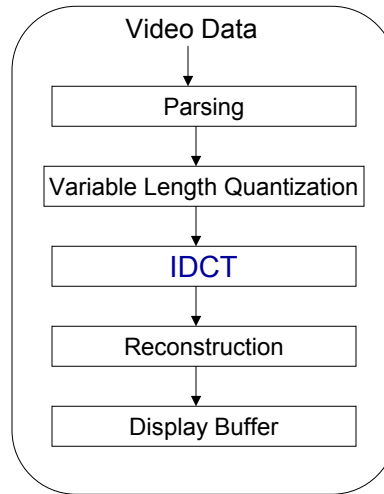 Video Data
Parsing
Variable Length Quantization
IDCT
Reconstruction
Display Buffer